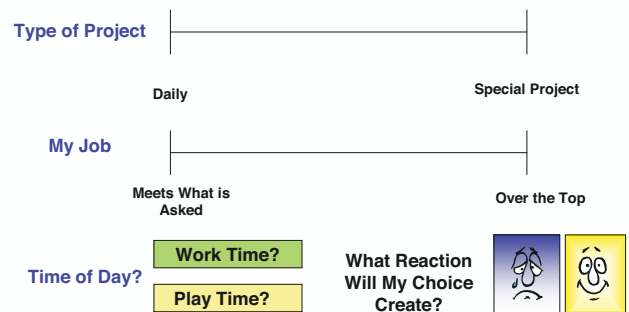 Type of Project
Daily
Special Project
My Job
Meets What is
Asked
Over the Top
Time of Day?
Work Time?
Play Time?
What Reaction
Will My Choice
Create?